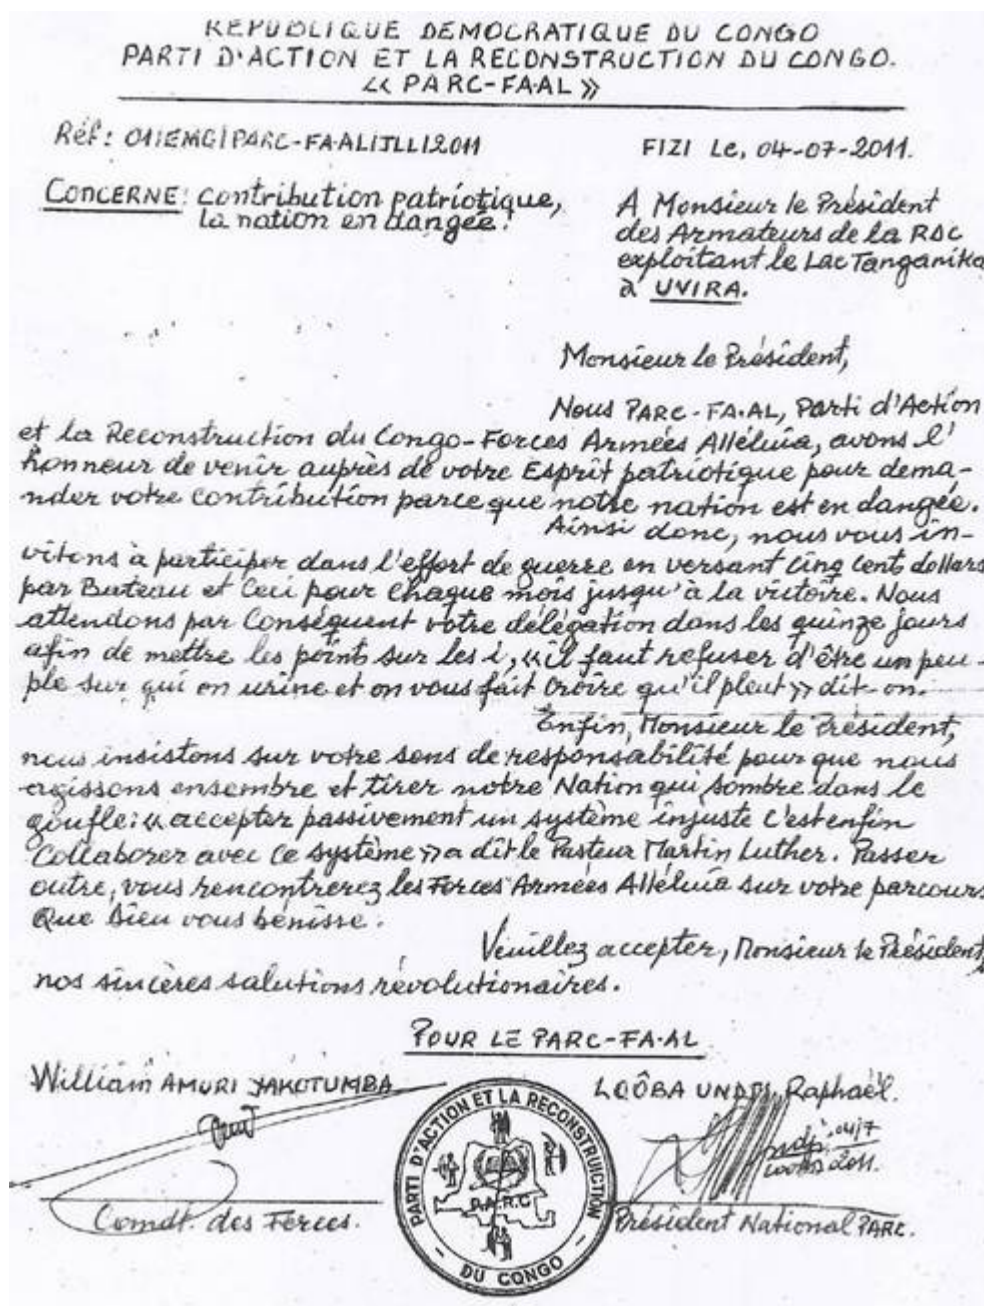 REPUBLIQUE DEMOCRATIQUE DU CONGO
PARTI D'ACTION ET LA RECONSTRUCTION DU CONGO.
« PARC-FAAL »
Réf: 011EMG/PARC-FA-AL/JLL/2011
FIZI Le, 04-07-2011.
CONCERNE: contribution patriotique,
la nation en dangée.
A Monsieur le Président
des Armateurs de la RDC
exploitant le Lac Tanganika
à UVIRA.
Monsieur le Président,
Nous PARC-FA.AL, Parti d'Action
et la Reconstruction du Congo-Forces Armées Alléluia, avons l'
honneur de venir auprès de votre Esprit patriotique pour dema-
nder votre contribution parce que notre nation est en dangée.
Ainsi donc, nous vous in-
vitons à participer dans l'effort de guerre en versant cinq cents dollars
par Bateau et Ceci pour chaque mois jusqu'à la victoire. Nous
attendons par Conséquent votre délégation dans les quinze jours
afin de mettre les points sur les i, «il faut refuser d'être un peu-
ple sur qui on urine et on vous fait croire qu'il pleut» dit-on.
Enfin, Monsieur le Président,
nous insistons sur votre sens de responsabilité pour que nous
agissons ensembre et tirer notre Nation qui sombre dans le
goufle: «accepter passivement un système injuste c'est enfin
Collaborer avec ce système» a dit le Pasteur Martin Luther. Passer
outre, vous rencontrerez les Forces Armées Alléluia sur votre parcours
Que Dieu vous bénisse.
Veuillez accepter, Monsieur le Président,
nos sincères salutions révolutionaires.
POUR LE PARC-FA.AL
William AMURI YAKOTUMBA
LOÔBA UNDJI, Raphaël.
04/7
2011.
Comdt. des Forces.
Président National PARC.
PARTI D'ACTION ET LA RECONSTRUICTION
P.A.R.C
DU CONGO